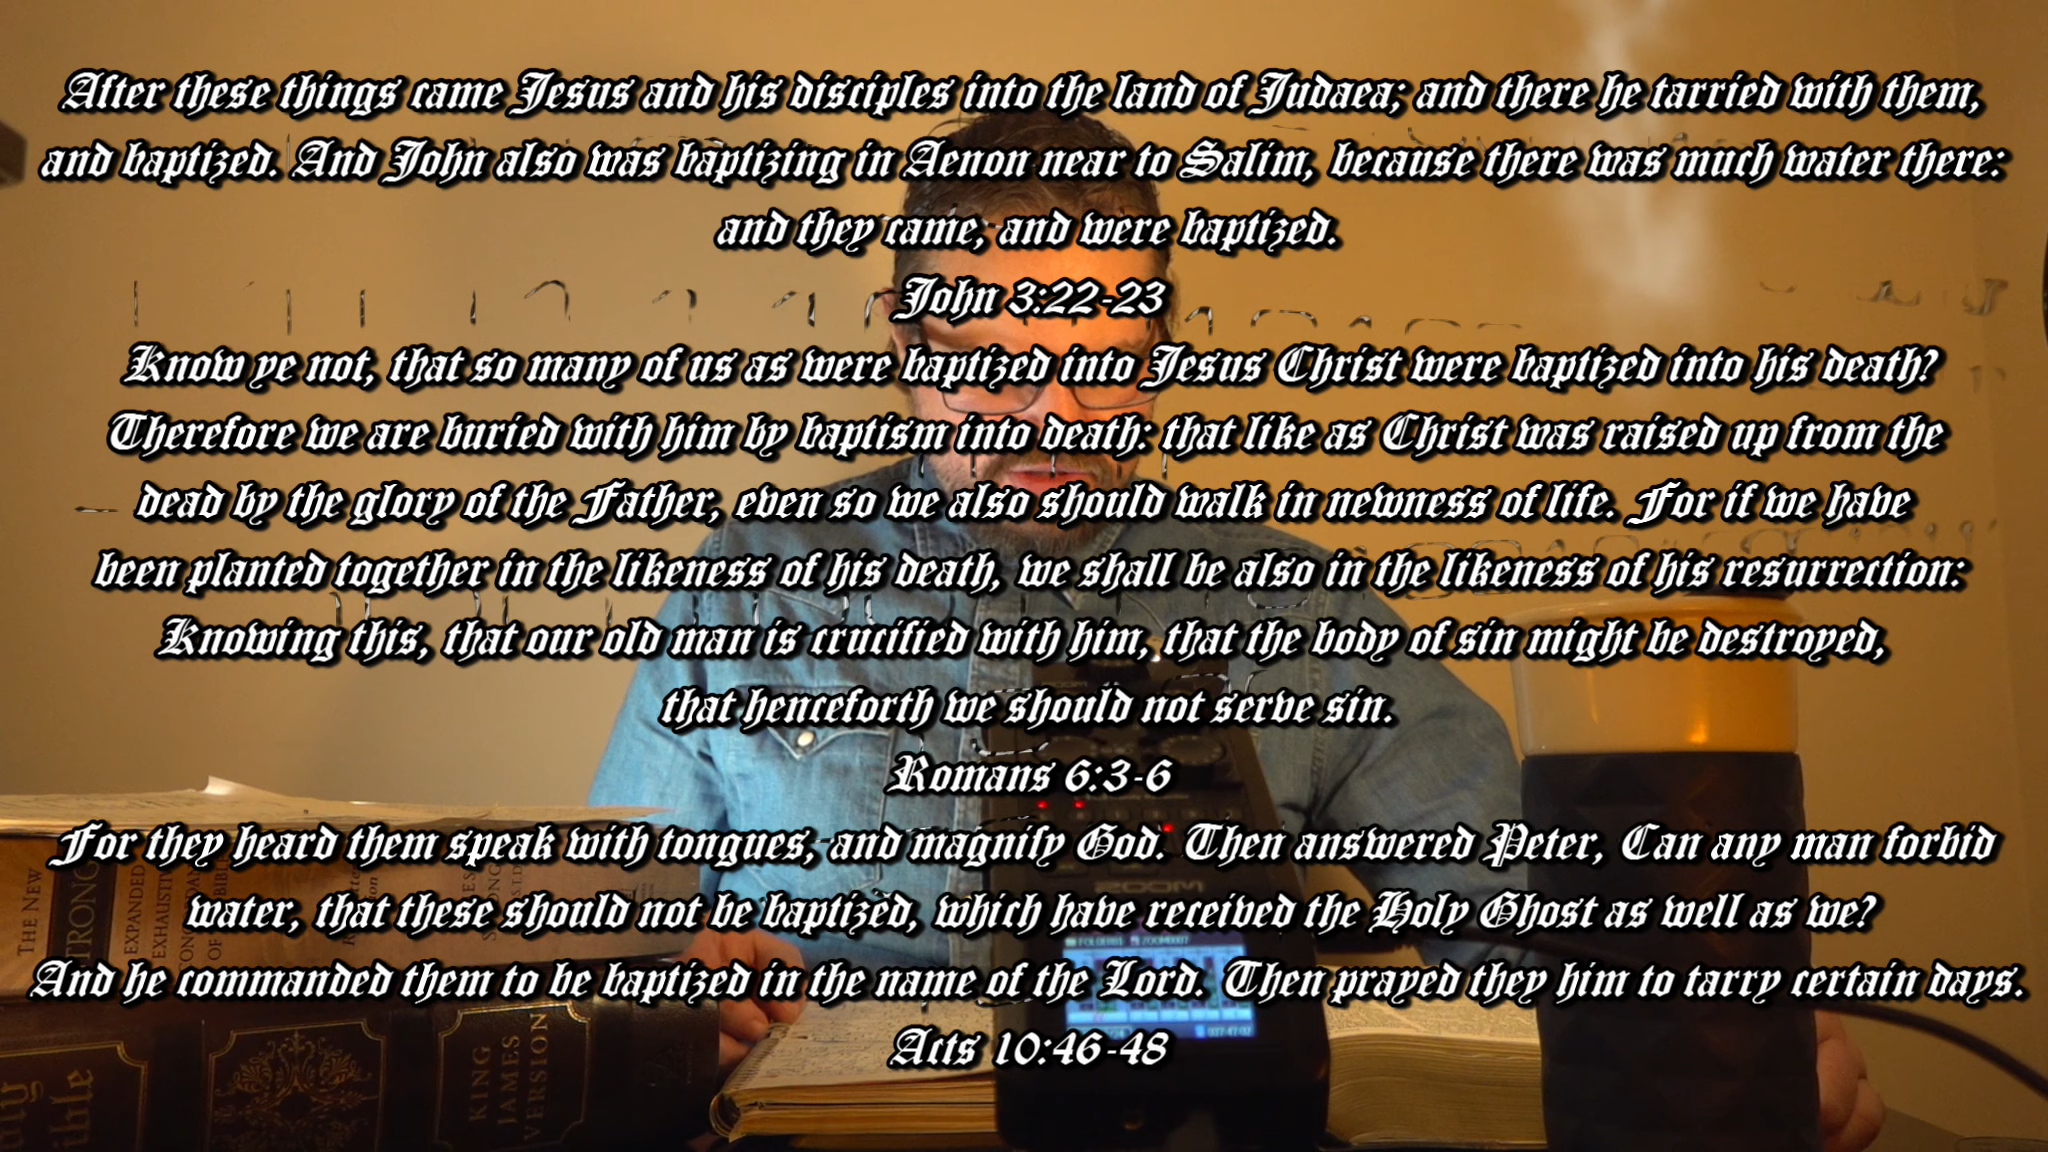 After these things came Jesus and his disciples into the land of Judaea; and there he tarried with them,
and baptized. And John also was baptizing in Aenon near to Salim, because there was much water there:
and they came, and were baptized.
John 3:22-23
Know ye not, that so many of us as were baptized into Jesus Christ were baptized into his death?
Therefore we are buried with him by baptism into death: that like as Christ was raised up from the
dead by the glory of the Father, even so we also should walk in newness of life. For if we have
been planted together in the likeness of his death, we shall be also in the likeness of his resurrection:
Knowing this, that our old man is crucified with him, that the body of sin might be destroyed,
that henceforth we should not serve sin.
Romans 6:3-6
For they heard them speak with tongues, and magnify God. Then answered Peter, Can any man forbid
water, that these should not be baptized, which have received the Holy Ghost as well as we?
And he commanded them to be baptized in the name of the Lord. Then prayed they him to tarry certain days.
Acts 10:46-48
THE NEW
STRONG
EXPANDED
EXHAUSTIV
OF
KING
JAMES
VERSION
zoom